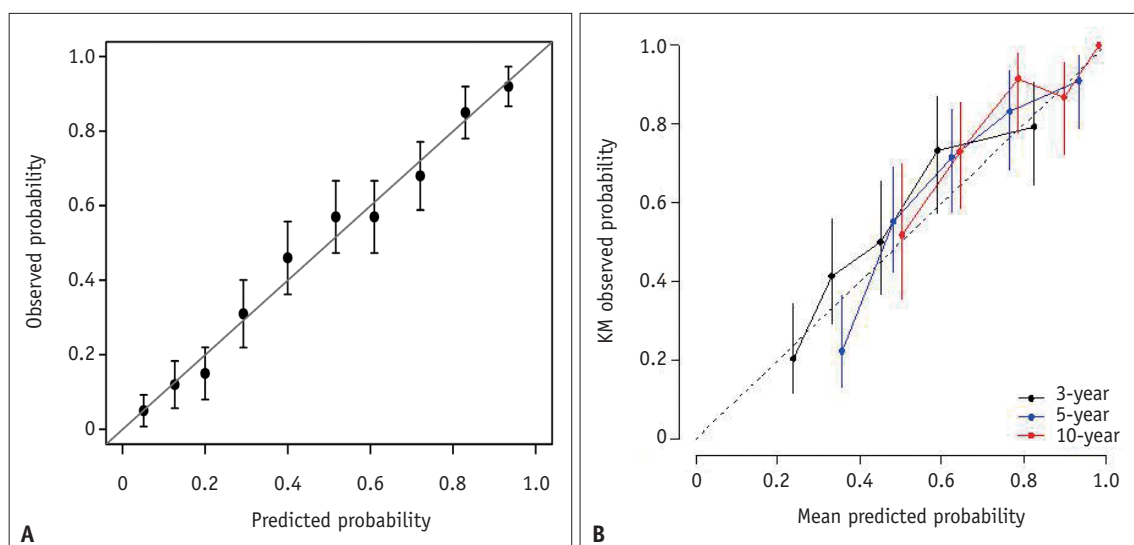 1.0
0.8
0.6
0.4
0.2
0
Observed probability
0 0.2 0.4 0.6 0.8 1.0
Predicted probability
A
1.0
0.8
0.6
0.4
0.2
0
KM observed probability
3-year
5-year
10-year
0 0.2 0.4 0.6 0.8 1.0
Mean predicted probability
B